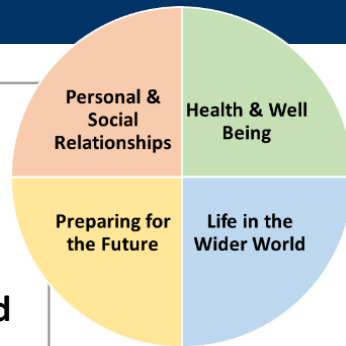 Personal &
Social
Relationships
Health & Well
Being
Preparing for
the Future
Life in the
Wider World
d